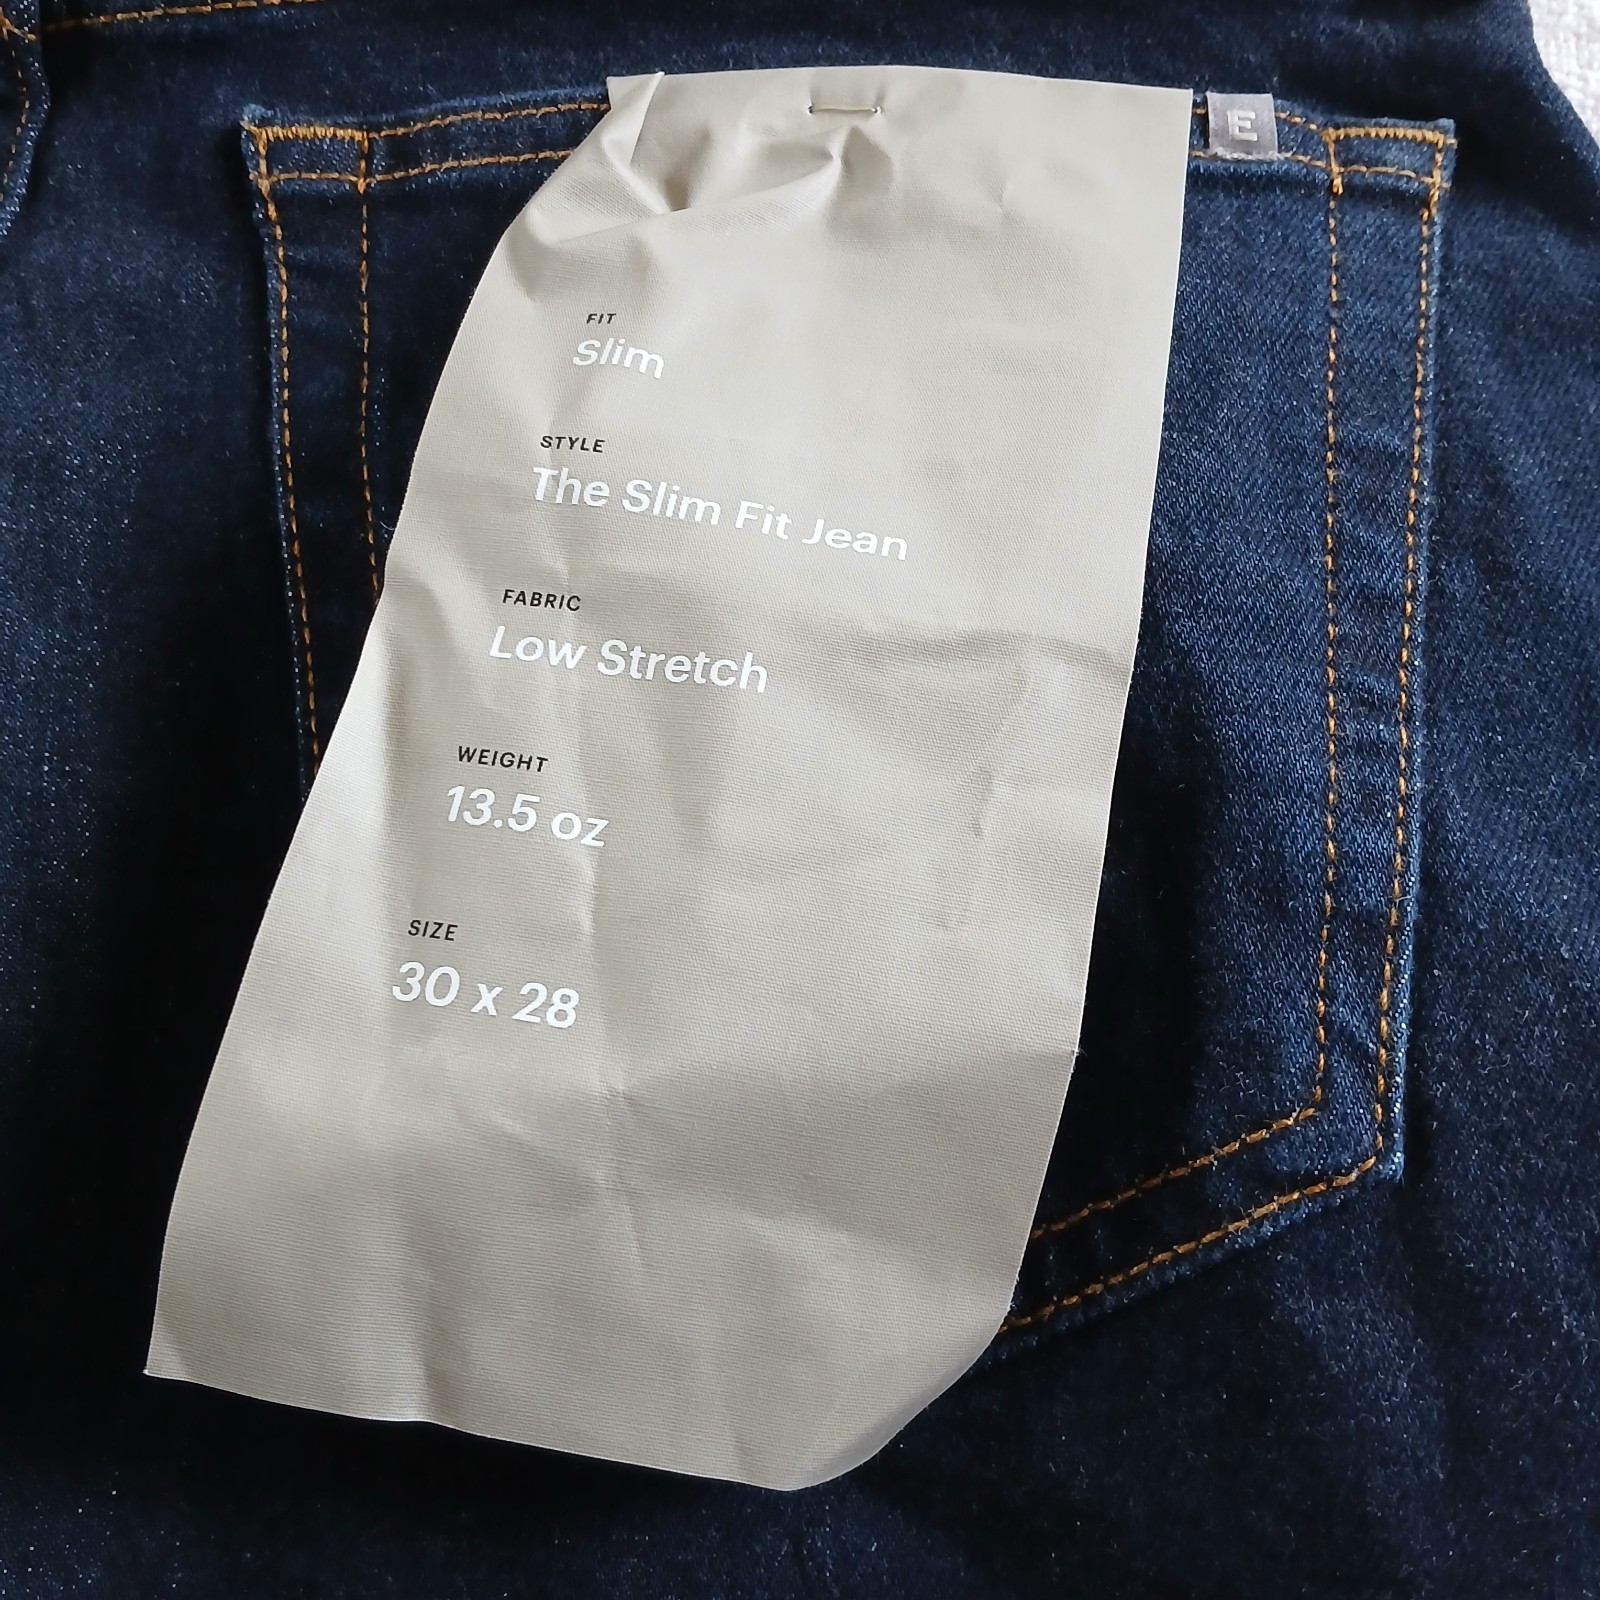 E
FIT
Slim
STYLE
The Slim Fit Jean
FABRIC
Low Stretch
WEIGHT
13.5 oz
SIZE
30 x 28